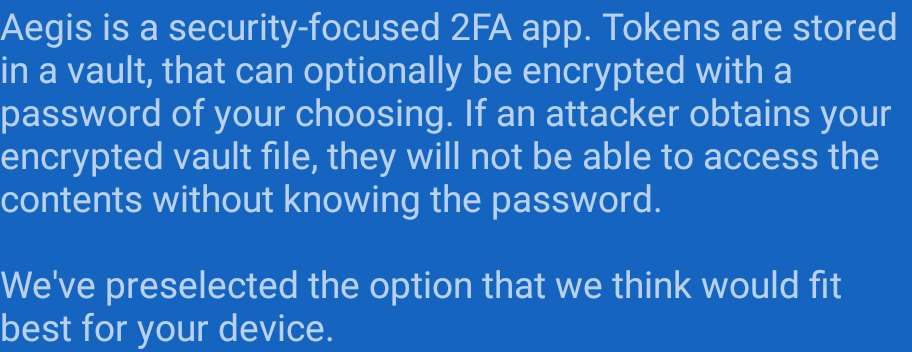 Aegis is a security-focused 2FA app. Tokens are stored
in a vault, that can optionally be encrypted with a
password of your choosing. If an attacker obtains your
encrypted vault file, they will not be able to access the
contents without knowing the password.
We've preselected the option that we think would fit
best for your device.